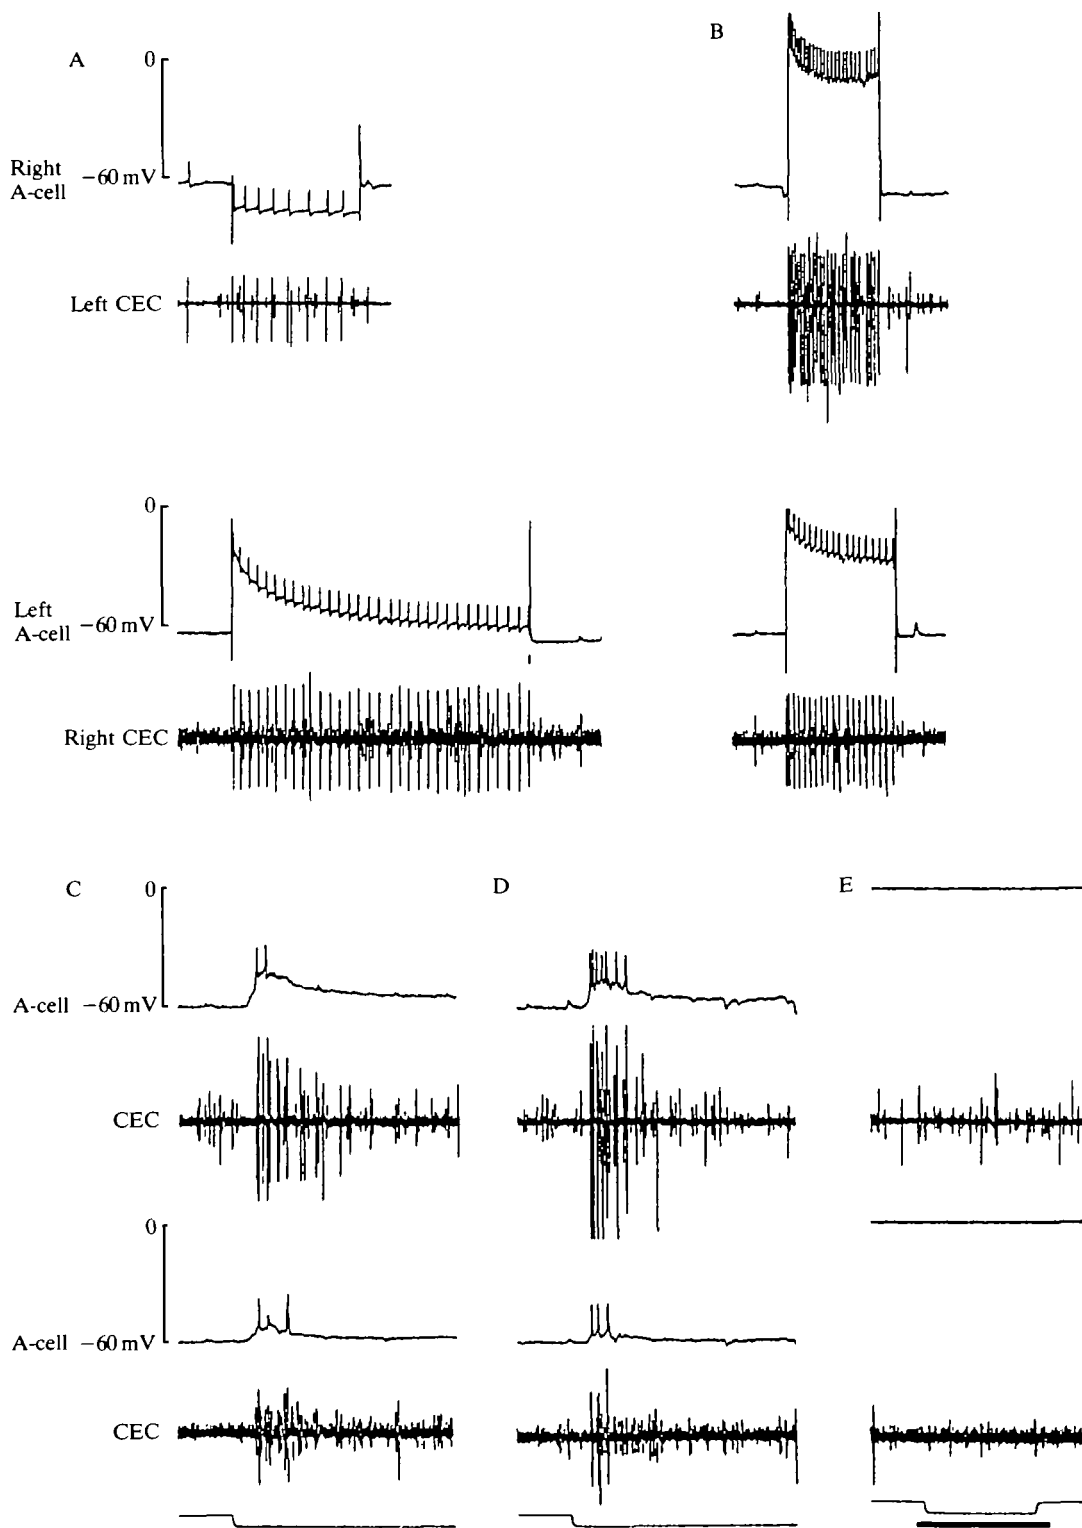 A
B
0
Right
A-cell
−60 mV
Left CEC
0
Left
A-cell
−60 mV
Right CEC
C
D
E
0
A-cell −60 mV
CEC
0
A-cell −60 mV
CEC